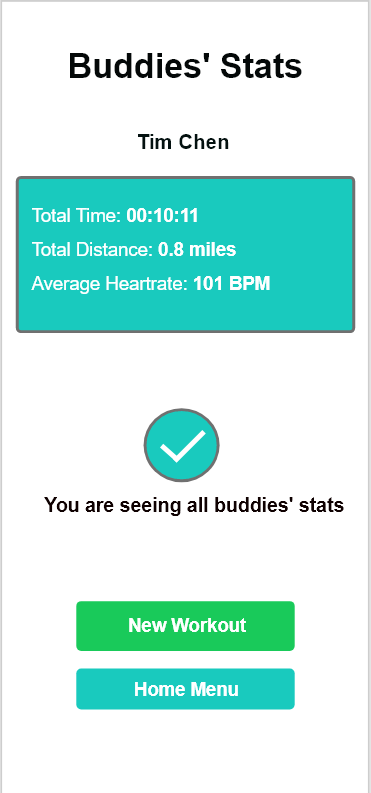 Buddies' Stats
Tim Chen
Total Time: 00:10:11
Total Distance: 0.8 miles
Average Heartrate: 101 BPM
You are seeing all buddies' stats
New Workout
Home Menu